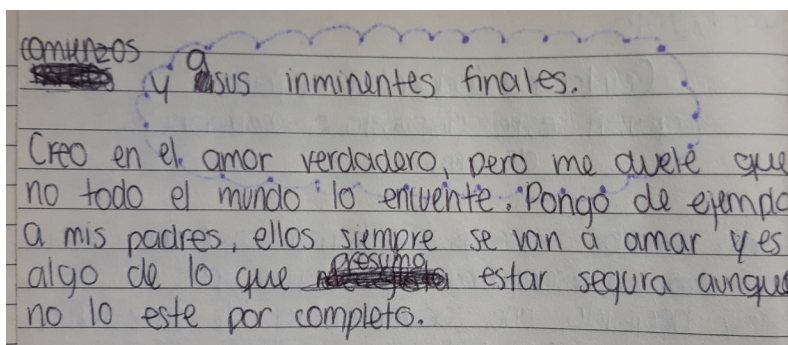 comienzos
y a sus inminentes finales.
Creo en el amor verdadero, pero me duele que
no todo el mundo lo encuente. Pongo de ejemplo
a mis padres, ellos siempre se van a amar y es
algo de lo que presumo estar segura aunque
no lo este por completo.